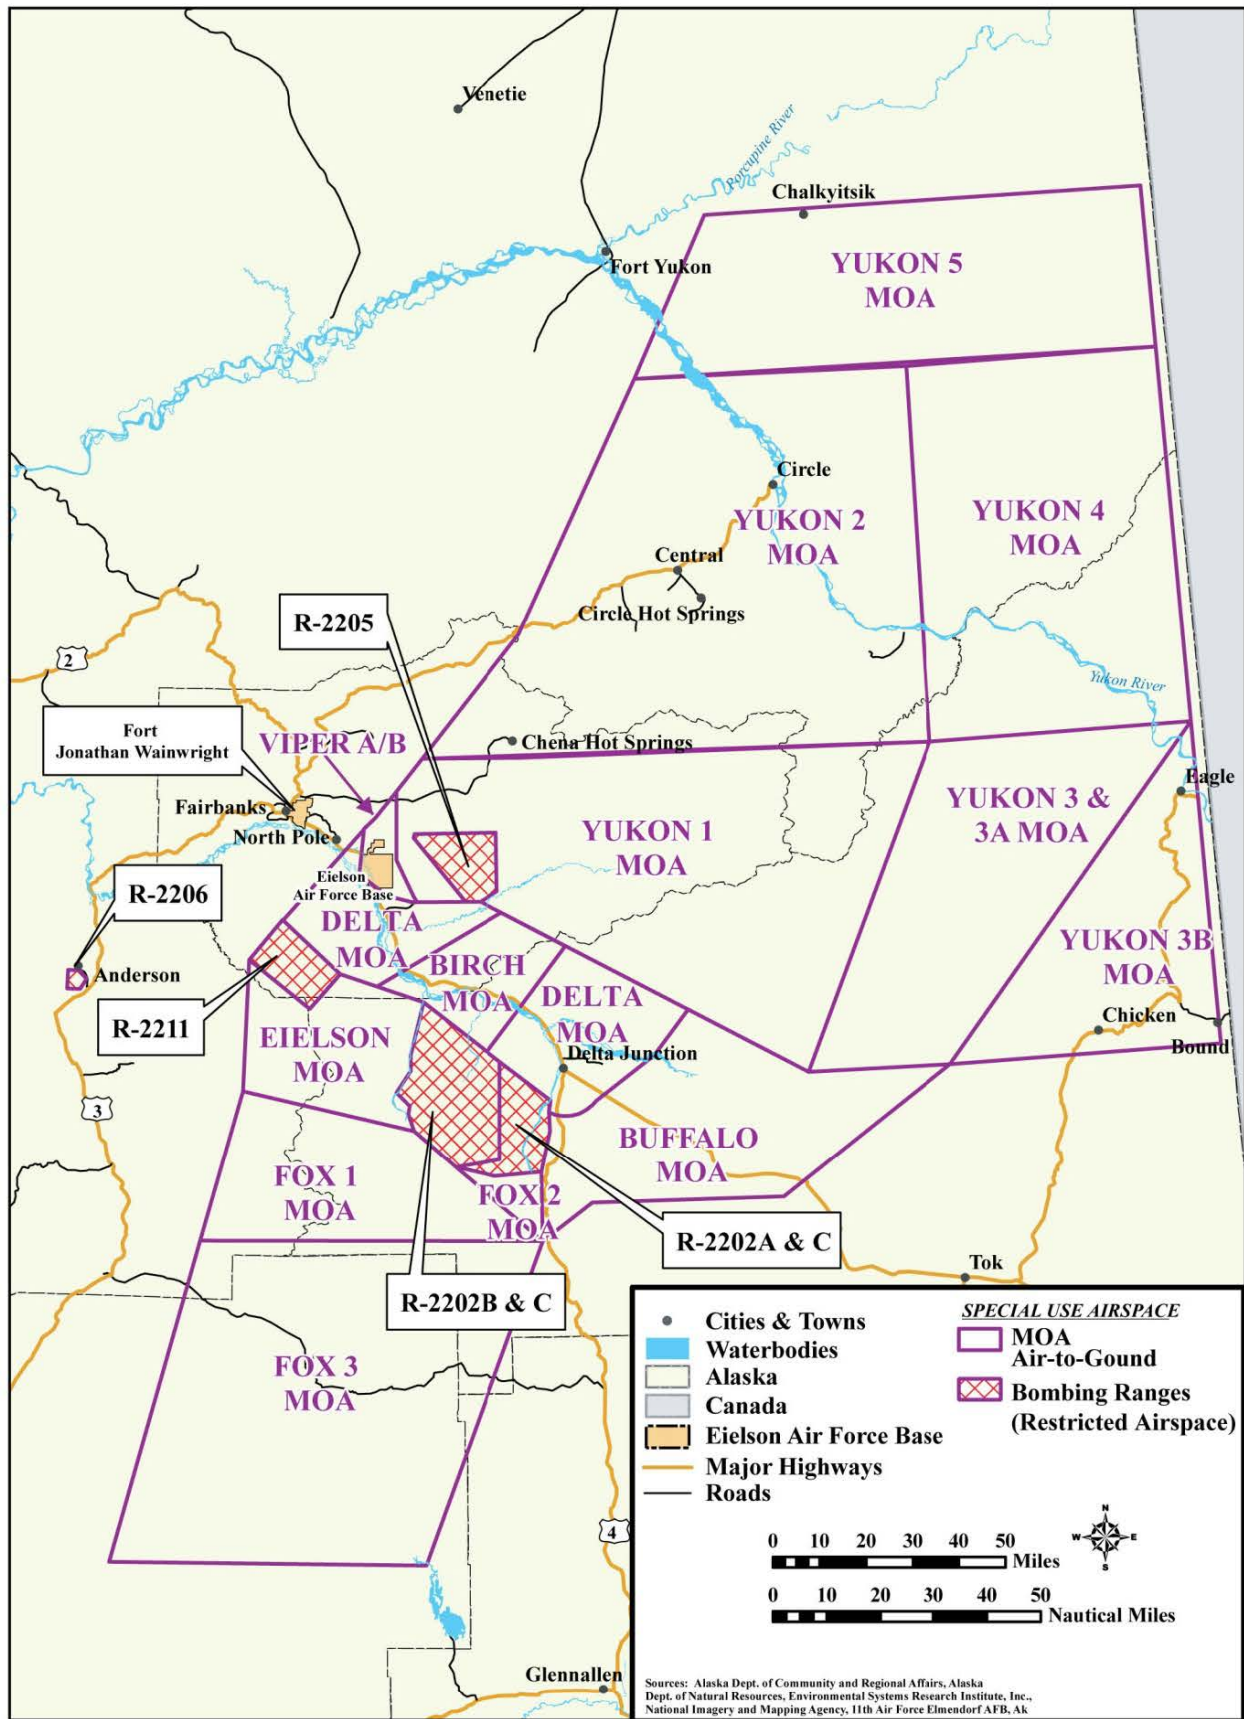 Venetie
Porcupine River
Chalkyitsik
Fort Yukon
YUKON 5
MOA
Circle
YUKON 2
MOA
YUKON 4
MOA
Central
Circle Hot Springs
R-2205
2
Yukon River
Fort
Jonathan Wainwright
VIPER A/B
Chena Hot Springs
Eagle
Fairbanks
North Pole
YUKON 1
MOA
YUKON 3 &
3A MOA
Eielson
Air Force Base
R-2206
DELTA
MOA
Anderson
BIRCH
MOA
YUKON 3B
MOA
R-2211
DELTA
MOA
EIELSON
MOA
Chicken
Bound
Delta Junction
3
BUFFALO
MOA
FOX 1
MOA
FOX 2
MOA
R-2202A & C
Tok
R-2202B & C
FOX 3
MOA
4
Glennallen
Cities & Towns
Waterbodies
Alaska
Canada
Eielson Air Force Base
Major Highways
Roads
SPECIAL USE AIRSPACE
MOA
Air-to-Gound
Bombing Ranges
(Restricted Airspace)
N
W E
S
0 10 20 30 40 50
Miles
0 10 20 30 40 50
Nautical Miles
Sources: Alaska Dept. of Community and Regional Affairs, Alaska
Dept. of Natural Resources, Environmental Systems Research Institute, Inc.,
National Imagery and Mapping Agency, 11th Air Force Elmendorf AFB, Ak